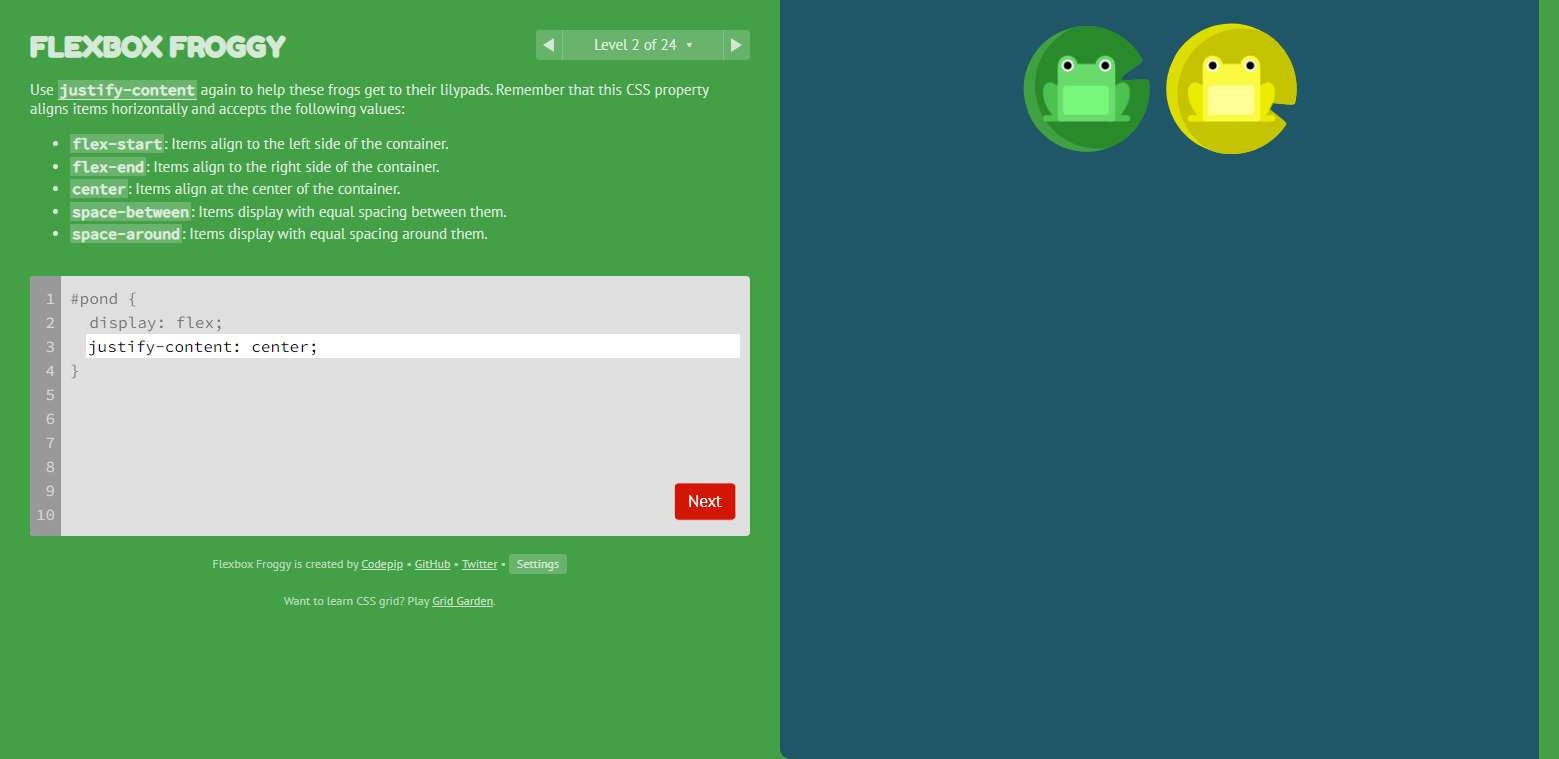 FLEXBOX FROGGY
Level 2 of 24
Use justify-content again to help these frogs get to their lilypads. Remember that this CSS property
aligns items horizontally and accepts the following values:
flex-start: Items align to the left side of the container.
flex-end: Items align to the right side of the container.
center: Items align at the center of the container.
space-between: Items display with equal spacing between them.
space-around: Items display with equal spacing around them.
1 #pond {
2 display: flex;
3 justify-content: center;
4 }
5
6
7
8
9
10
Next
Flexbox Froggy is created by Codepip • GitHub • Twitter • Settings
Want to learn CSS grid? Play Grid Garden.